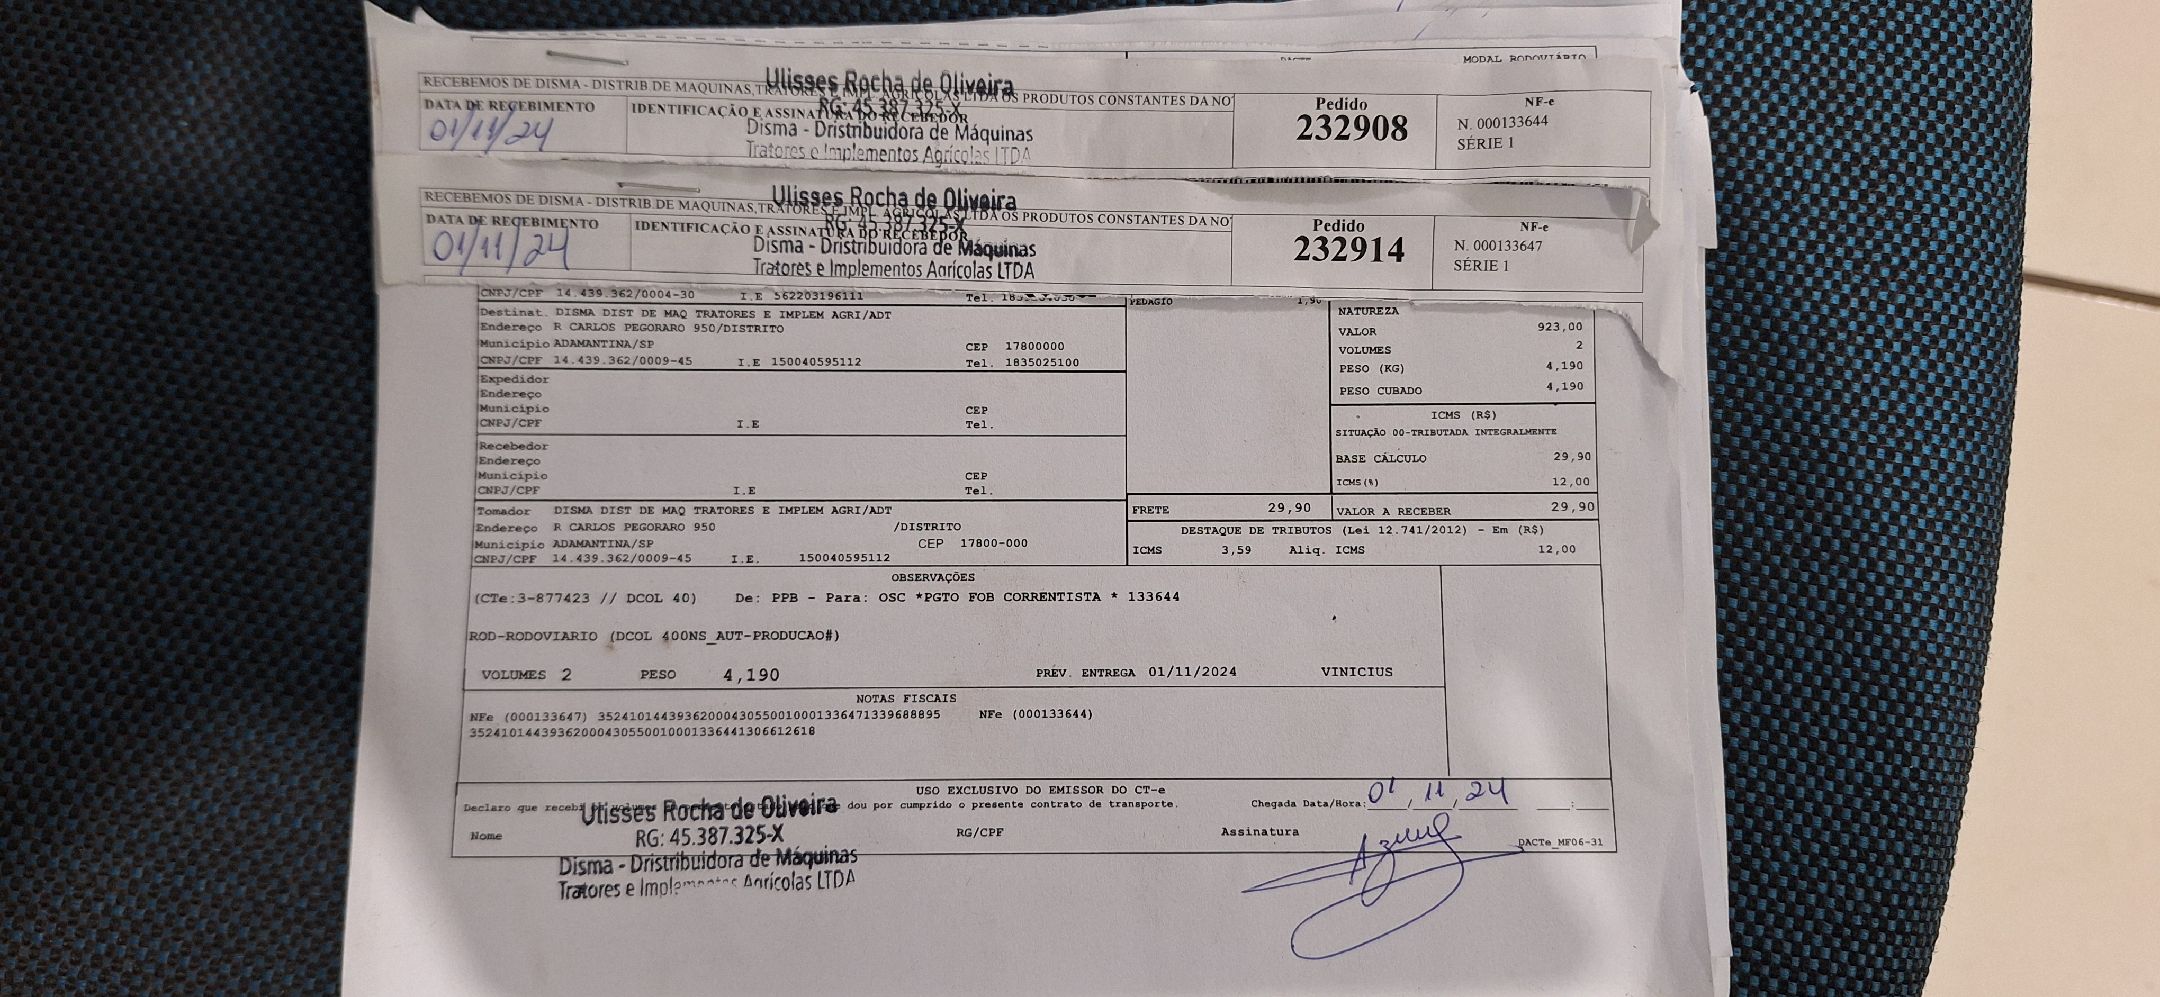 MODAL RODOVIÁRIO
RECEBEMOS DE DISMA - DISTRIB DE MAQUINAS,TRATORES E IMPL. AGRICOLAS LTDA OS PRODUTOS CONSTANTES DA NO
Ulisses Rocha de Oliveira
RG: 45.387.325-X
Disma - Dristribuidora de Máquinas
Tratores e Implementos Agrícolas LTDA
DATA DE RECEBIMENTO
01/11/24
IDENTIFICAÇÃO E ASSINATURA DO RECEBEDOR
Pedido
232908
NF-e
N. 000133644
SÉRIE 1
RECEBEMOS DE DISMA - DISTRIB DE MAQUINAS,TRATORES E IMPL. AGRICOLAS LTDA OS PRODUTOS CONSTANTES DA NO
Ulisses Rocha de Oliveira
RG: 45.387.325-X
Disma - Dristribuidora de Máquinas
Tratores e Implementos Agrícolas LTDA
DATA DE RECEBIMENTO
01/11/24
IDENTIFICAÇÃO E ASSINATURA DO RECEBEDOR
Pedido
232914
NF-e
N. 000133647
SÉRIE 1
CNPJ/CPF 14.439.362/0004-30 I.E 562203196111 Tel.
PEDAGIO 1,90
Destinat. DISMA DIST DE MAQ TRATORES E IMPLEM AGRI/ADT
Endereço R CARLOS PEGORARO 950/DISTRITO
Município ADAMANTINA/SP CEP 17800000
CNPJ/CPF 14.439.362/0009-45 I.E 150040595112 Tel. 1835025100
NATUREZA
VALOR 923,00
VOLUMES 2
PESO (KG) 4,190
PESO CUBADO 4,190
Expedidor
Endereço
Município CEP
CNPJ/CPF I.E Tel.
ICMS (R$)
SITUAÇÃO 00-TRIBUTADA INTEGRALMENTE
BASE CÁLCULO 29,90
ICMS(%) 12,00
Recebedor
Endereço
Município CEP
CNPJ/CPF I.E Tel.
FRETE 29,90 VALOR A RECEBER 29,90
Tomador DISMA DIST DE MAQ TRATORES E IMPLEM AGRI/ADT
Endereço R CARLOS PEGORARO 950 /DISTRITO
Município ADAMANTINA/SP CEP 17800-000
CNPJ/CPF 14.439.362/0009-45 I.E. 150040595112
DESTAQUE DE TRIBUTOS (Lei 12.741/2012) - Em (R$)
ICMS 3,59 Aliq. ICMS 12,00
OBSERVAÇÕES
(CTe:3-877423 // DCOL 40) De: PPB - Para: OSC *PGTO FOB CORRENTISTA * 133644
ROD-RODOVIARIO (DCOL 400NS_AUT-PRODUCAO#)
VOLUMES 2 PESO 4,190 PREV. ENTREGA 01/11/2024 VINICIUS
NOTAS FISCAIS
NFe (000133647) 35241014439362000430550010001336471339688895 NFe (000133644)
35241014439362000430550010001336441306612618
USO EXCLUSIVO DO EMISSOR DO CT-e
Declaro que recebi dou por cumprido o presente contrato de transporte. Chegada Data/Hora: 01/11/24 :
Nome RG/CPF Assinatura
DACTe_MF06-31
Ulisses Rocha de Oliveira
RG: 45.387.325-X
Disma - Dristribuidora de Máquinas
Tratores e Implementos Agrícolas LTDA